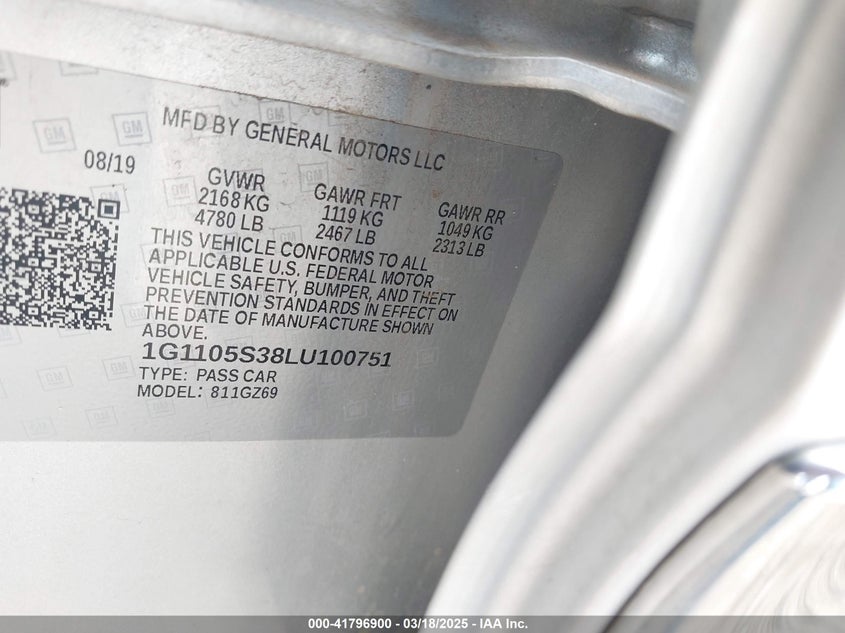 MFD BY GENERAL MOTORS LLC
08/19
GVWR
2168 KG
4780 LB
GAWR FRT
1119 KG
2467 LB
GAWR RR
1049 KG
2313 LB
THIS VEHICLE CONFORMS TO ALL
APPLICABLE U.S. FEDERAL MOTOR
VEHICLE SAFETY, BUMPER, AND THEFT
PREVENTION STANDARDS IN EFFECT ON
THE DATE OF MANUFACTURE SHOWN
ABOVE.
1G1105S38LU100751
TYPE: PASS CAR
MODEL: 811GZ69
GM
000-41796900 / 03/18/2025 - IAA Inc.